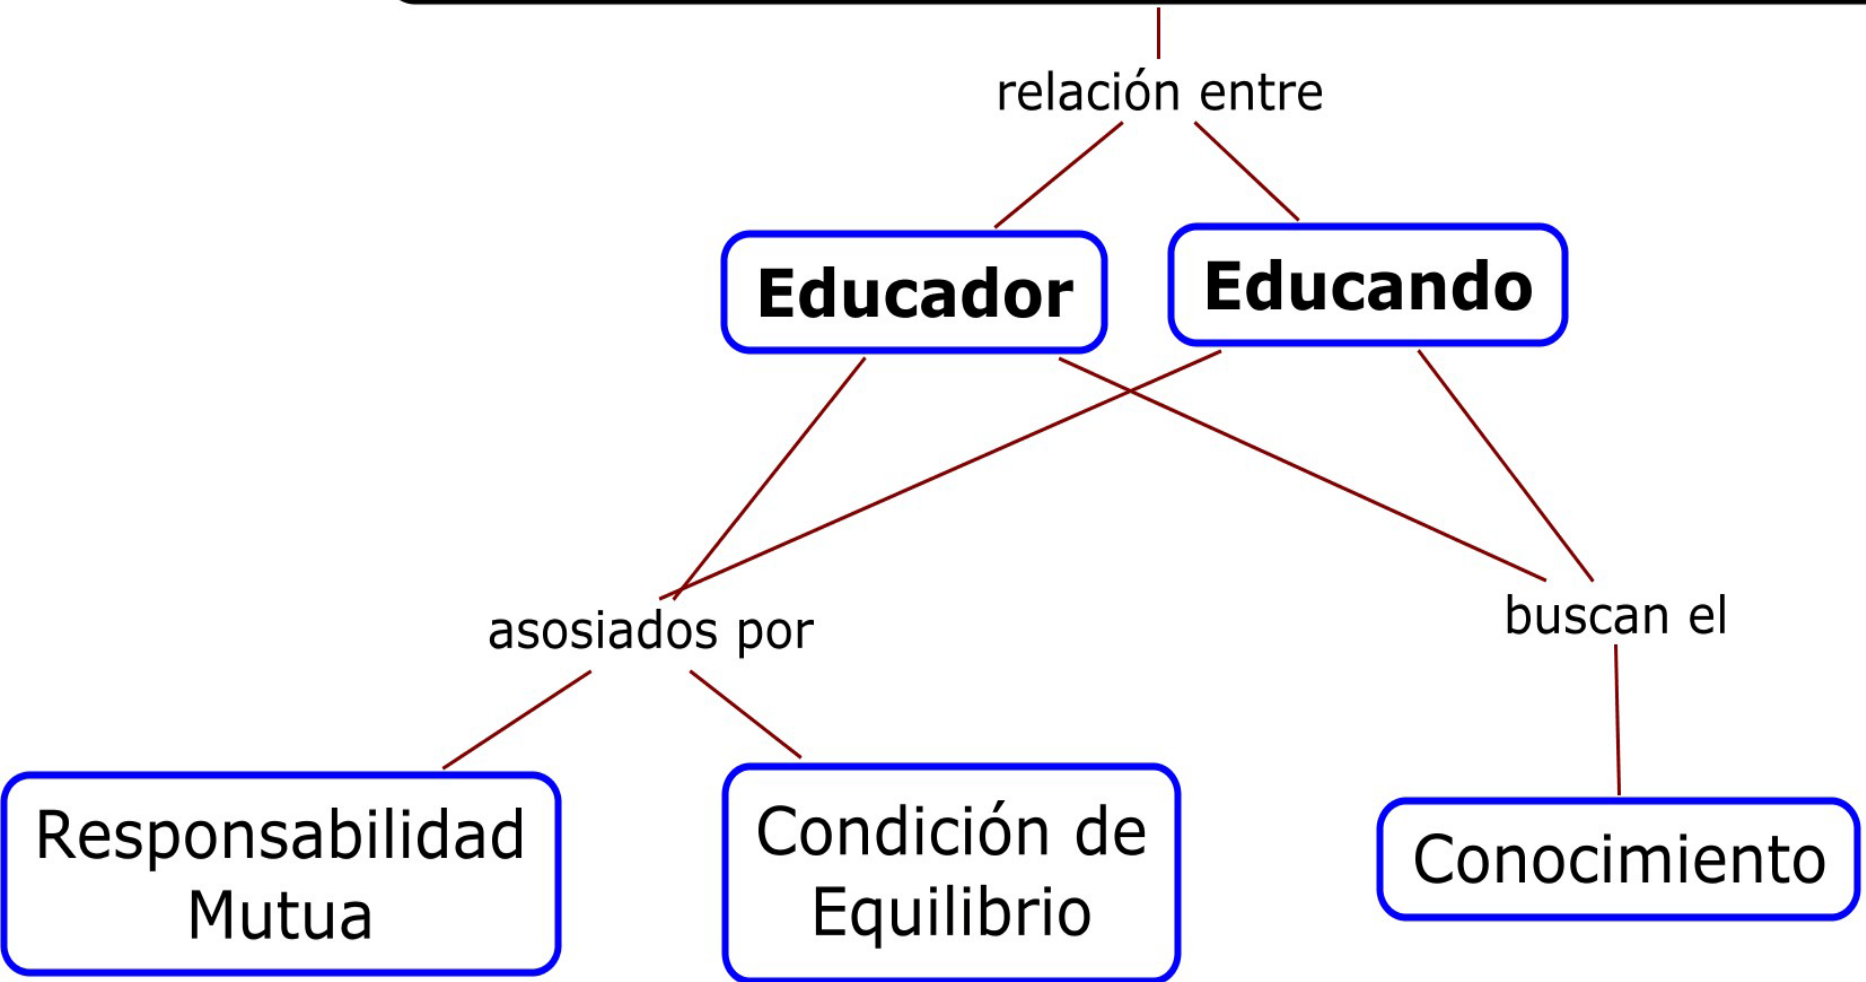 relación entre
Educador
Educando
asosiados por
buscan el
Responsabilidad
Mutua
Condición de
Equilibrio
Conocimiento